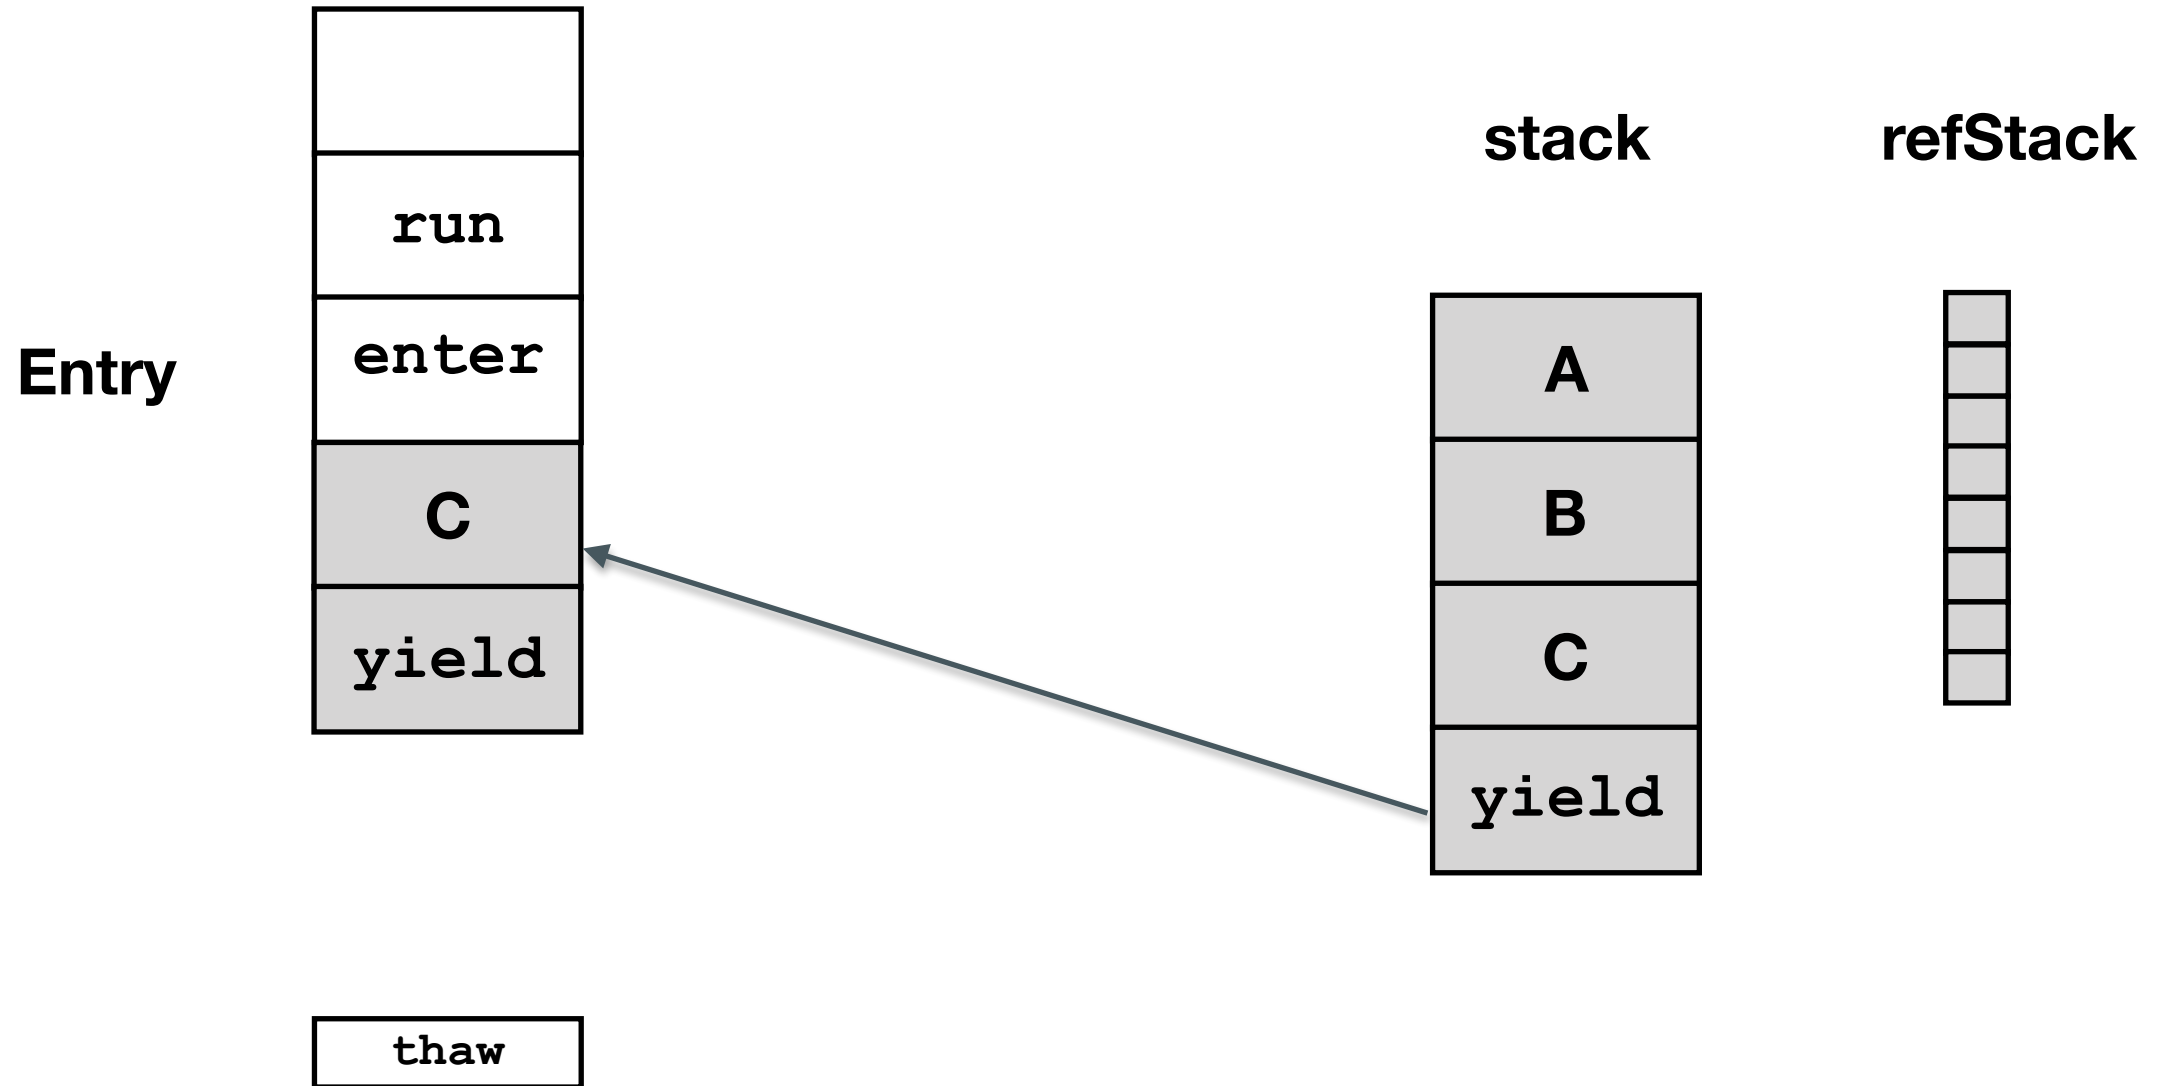 stack
refStack
run
Entry
enter
C
yield
A
B
C
yield
thaw